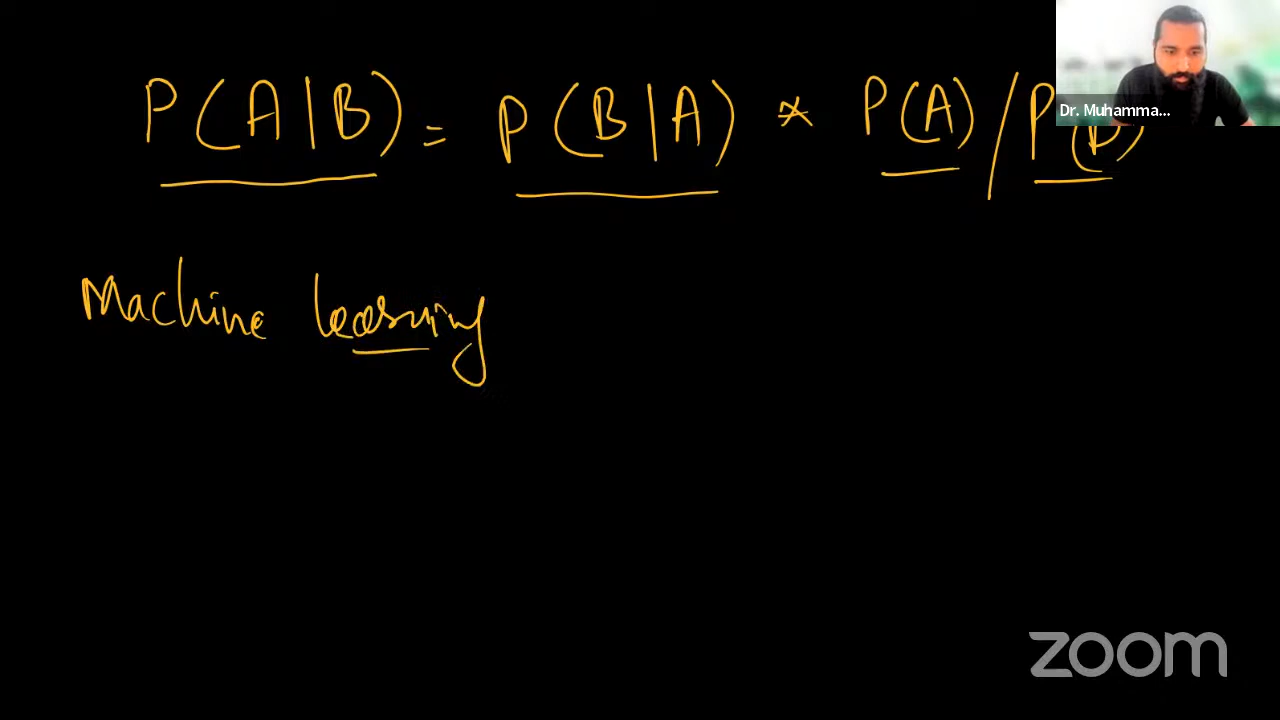 P(A|B) = P(B|A) * P(A) / P(B)
Dr. Muhamma...
Machine learning
zoom